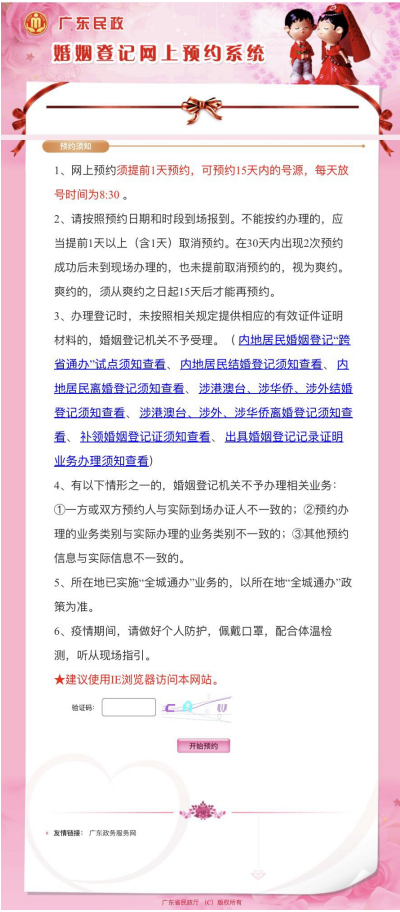 广东民政
婚姻登记网上预约系统
预约须知
1、网上预约须提前1天预约，可预约15天内的号源，每天放
号时间为8:30 。
2、请按照预约日期和时段到场报到。不能按约办理的，应
当提前1天以上（含1天）取消预约。在30天内出现2次预约
成功后未到现场办理的，也未提前取消预约的，视为爽约。
爽约的，须从爽约之日起15天后才能再预约。
3、办理登记时，未按照相关规定提供相应的有效证件证明
材料的，婚姻登记机关不予受理。（ 内地居民婚姻登记“跨
省通办”试点须知查看、 内地居民结婚登记须知查看、 内
地居民离婚登记须知查看、 涉港澳台、涉华侨、涉外结婚
登记须知查看、 涉港澳台、涉外、涉华侨离婚登记须知查
看、 补领婚姻登记证须知查看、 出具婚姻登记记录证明
业务办理须知查看)
4、有以下情形之一的，婚姻登记机关不予办理相关业务：
①一方或双方预约人与实际到场办证人不一致的；②预约办
理的业务类别与实际办理的业务类别不一致的；③其他预约
信息与实际信息不一致的。
5、所在地已实施“全城通办”业务的，以所在地“全城通办”政
策为准。
6、疫情期间，请做好个人防护，佩戴口罩，配合体温检
测，听从现场指引。
★建议使用IE浏览器访问本网站。
验证码:
开始预约
友情链接： 广东政务服务网
广东省民政厅 （C）版权所有